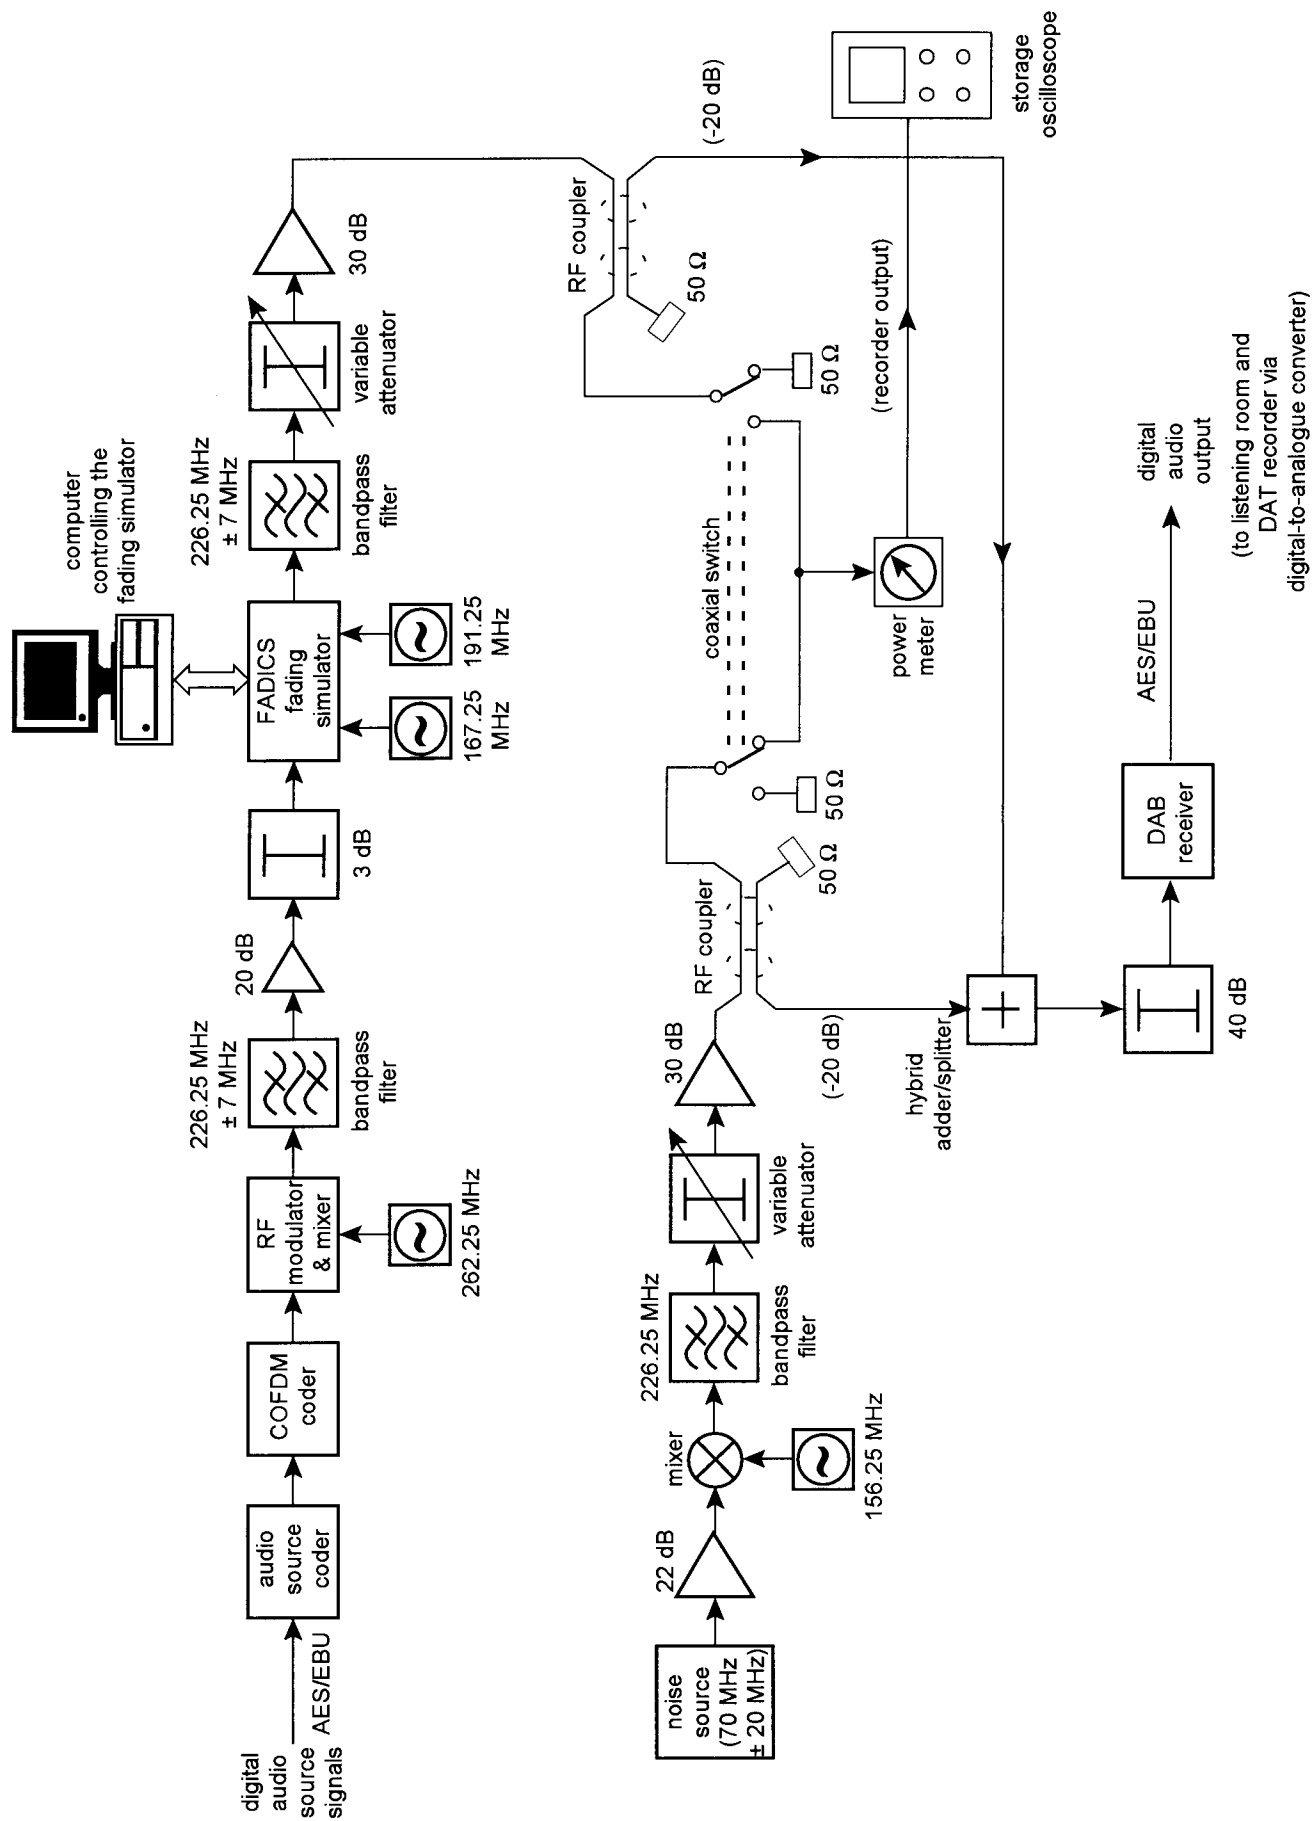 computer
controlling the
fading simulator
digital
audio
source
signals
AES/EBU
audio
source
coder
COFDM
coder
RF
modulator
& mixer
262.25 MHz
226.25 MHz
± 7 MHz
bandpass
filter
20 dB
3 dB
FADICS
fading
simulator
167.25
MHz
191.25
MHz
226.25 MHz
± 7 MHz
bandpass
filter
variable
attenuator
30 dB
RF coupler
50 Ω
(-20 dB)
50 Ω
coaxial switch
50 Ω
RF coupler
50 Ω
(-20 dB)
noise
source
(70 MHz
± 20 MHz)
22 dB
mixer
156.25 MHz
226.25 MHz
bandpass
filter
variable
attenuator
30 dB
power
meter
(recorder output)
storage
oscilloscope
hybrid
adder/splitter
+
40 dB
DAB
receiver
AES/EBU
digital
audio
output
(to listening room and
DAT recorder via
digital-to-analogue converter)